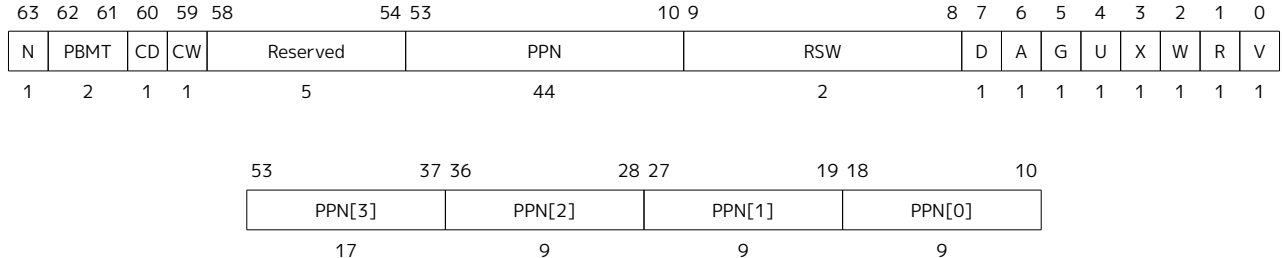 63 62 61 60 59 58 54 53 10 9 8 7 6 5 4 3 2 1 0
N PBMT CD CW Reserved PPN RSW D A G U X W R V
1 2 1 1 5 44 2 1 1 1 1 1 1 1 1
53 37 36 28 27 19 18 10
PPN[3] PPN[2] PPN[1] PPN[0]
17 9 9 9